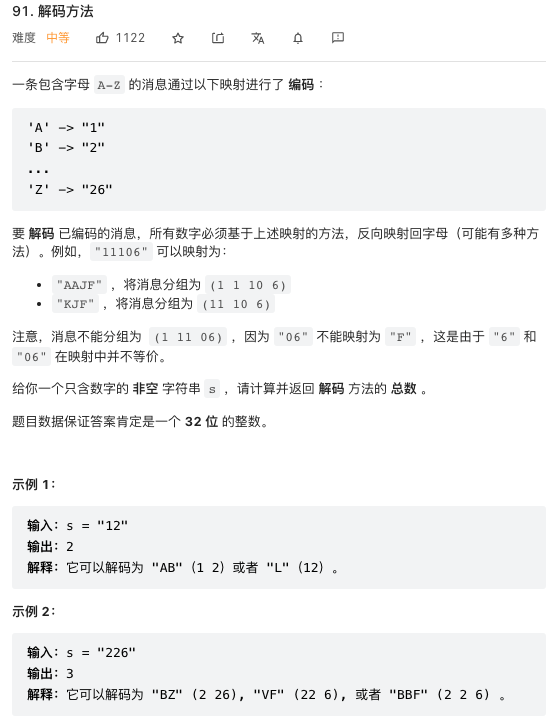 91. 解码方法
难度 中等 1122
一条包含字母 A-Z 的消息通过以下映射进行了 编码 :
'A' -> "1"
'B' -> "2"
...
'Z' -> "26"
要 解码 已编码的消息，所有数字必须基于上述映射的方法，反向映射回字母（可能有多种方
法）。例如，"11106" 可以映射为：
• "AAJF" ，将消息分组为 (1 1 10 6)
• "KJF" ，将消息分组为 (11 10 6)
注意，消息不能分组为 (1 11 06) ，因为 "06" 不能映射为 "F" ，这是由于 "6" 和
"06" 在映射中并不等价。
给你一个只含数字的 非空 字符串 s ，请计算并返回 解码 方法的 总数 。
题目数据保证答案肯定是一个 32 位 的整数。
示例 1：
输入：s = "12"
输出：2
解释：它可以解码为 "AB"（1 2）或者 "L"（12）。
示例 2：
输入：s = "226"
输出：3
解释：它可以解码为 "BZ" (2 26), "VF" (22 6), 或者 "BBF" (2 2 6) 。